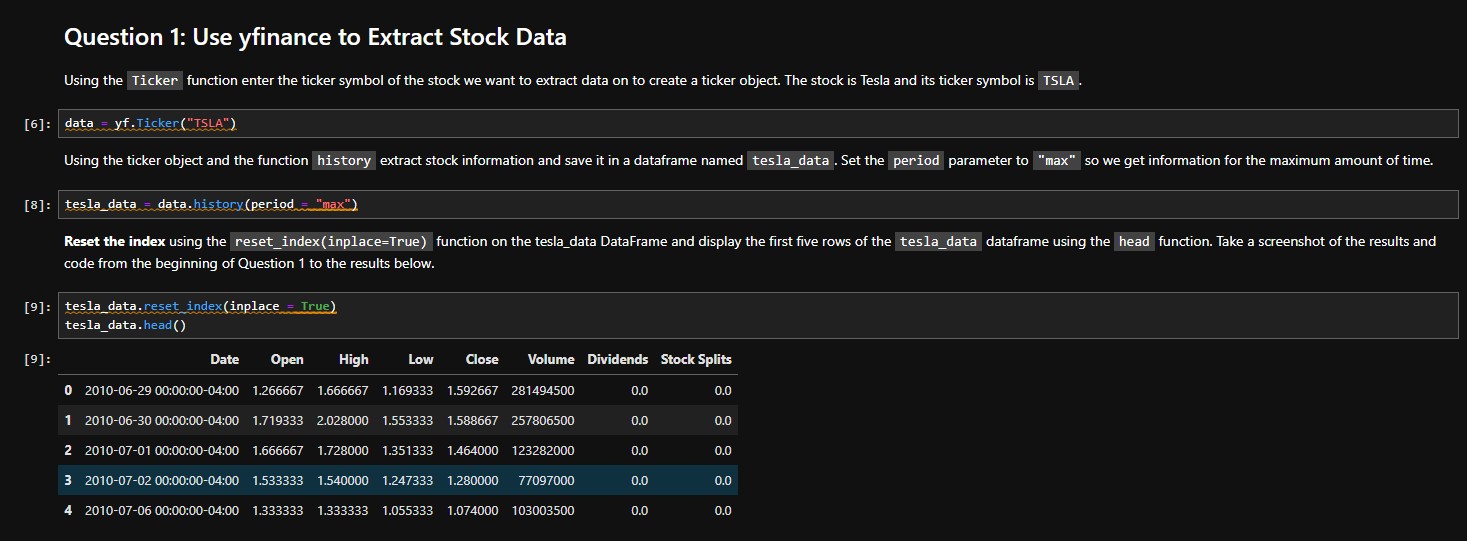 Question 1: Use yfinance to Extract Stock Data
Using the Ticker function enter the ticker symbol of the stock we want to extract data on to create a ticker object. The stock is Tesla and its ticker symbol is TSLA.
[6]: data = yf.Ticker("TSLA")
Using the ticker object and the function history extract stock information and save it in a dataframe named tesla_data. Set the period parameter to "max" so we get information for the maximum amount of time.
[8]: tesla_data = data.history(period = "max")
Reset the index using the reset_index(inplace=True) function on the tesla_data DataFrame and display the first five rows of the tesla_data dataframe using the head function. Take a screenshot of the results and
code from the beginning of Question 1 to the results below.
[9]: tesla_data.reset_index(inplace = True)
tesla_data.head()
[9]: Date Open High Low Close Volume Dividends Stock Splits
0 2010-06-29 00:00:00-04:00 1.266667 1.666667 1.169333 1.592667 281494500 0.0 0.0
1 2010-06-30 00:00:00-04:00 1.719333 2.028000 1.553333 1.588667 257806500 0.0 0.0
2 2010-07-01 00:00:00-04:00 1.666667 1.728000 1.351333 1.464000 123282000 0.0 0.0
3 2010-07-02 00:00:00-04:00 1.533333 1.540000 1.247333 1.280000 77097000 0.0 0.0
4 2010-07-06 00:00:00-04:00 1.333333 1.333333 1.055333 1.074000 103003500 0.0 0.0